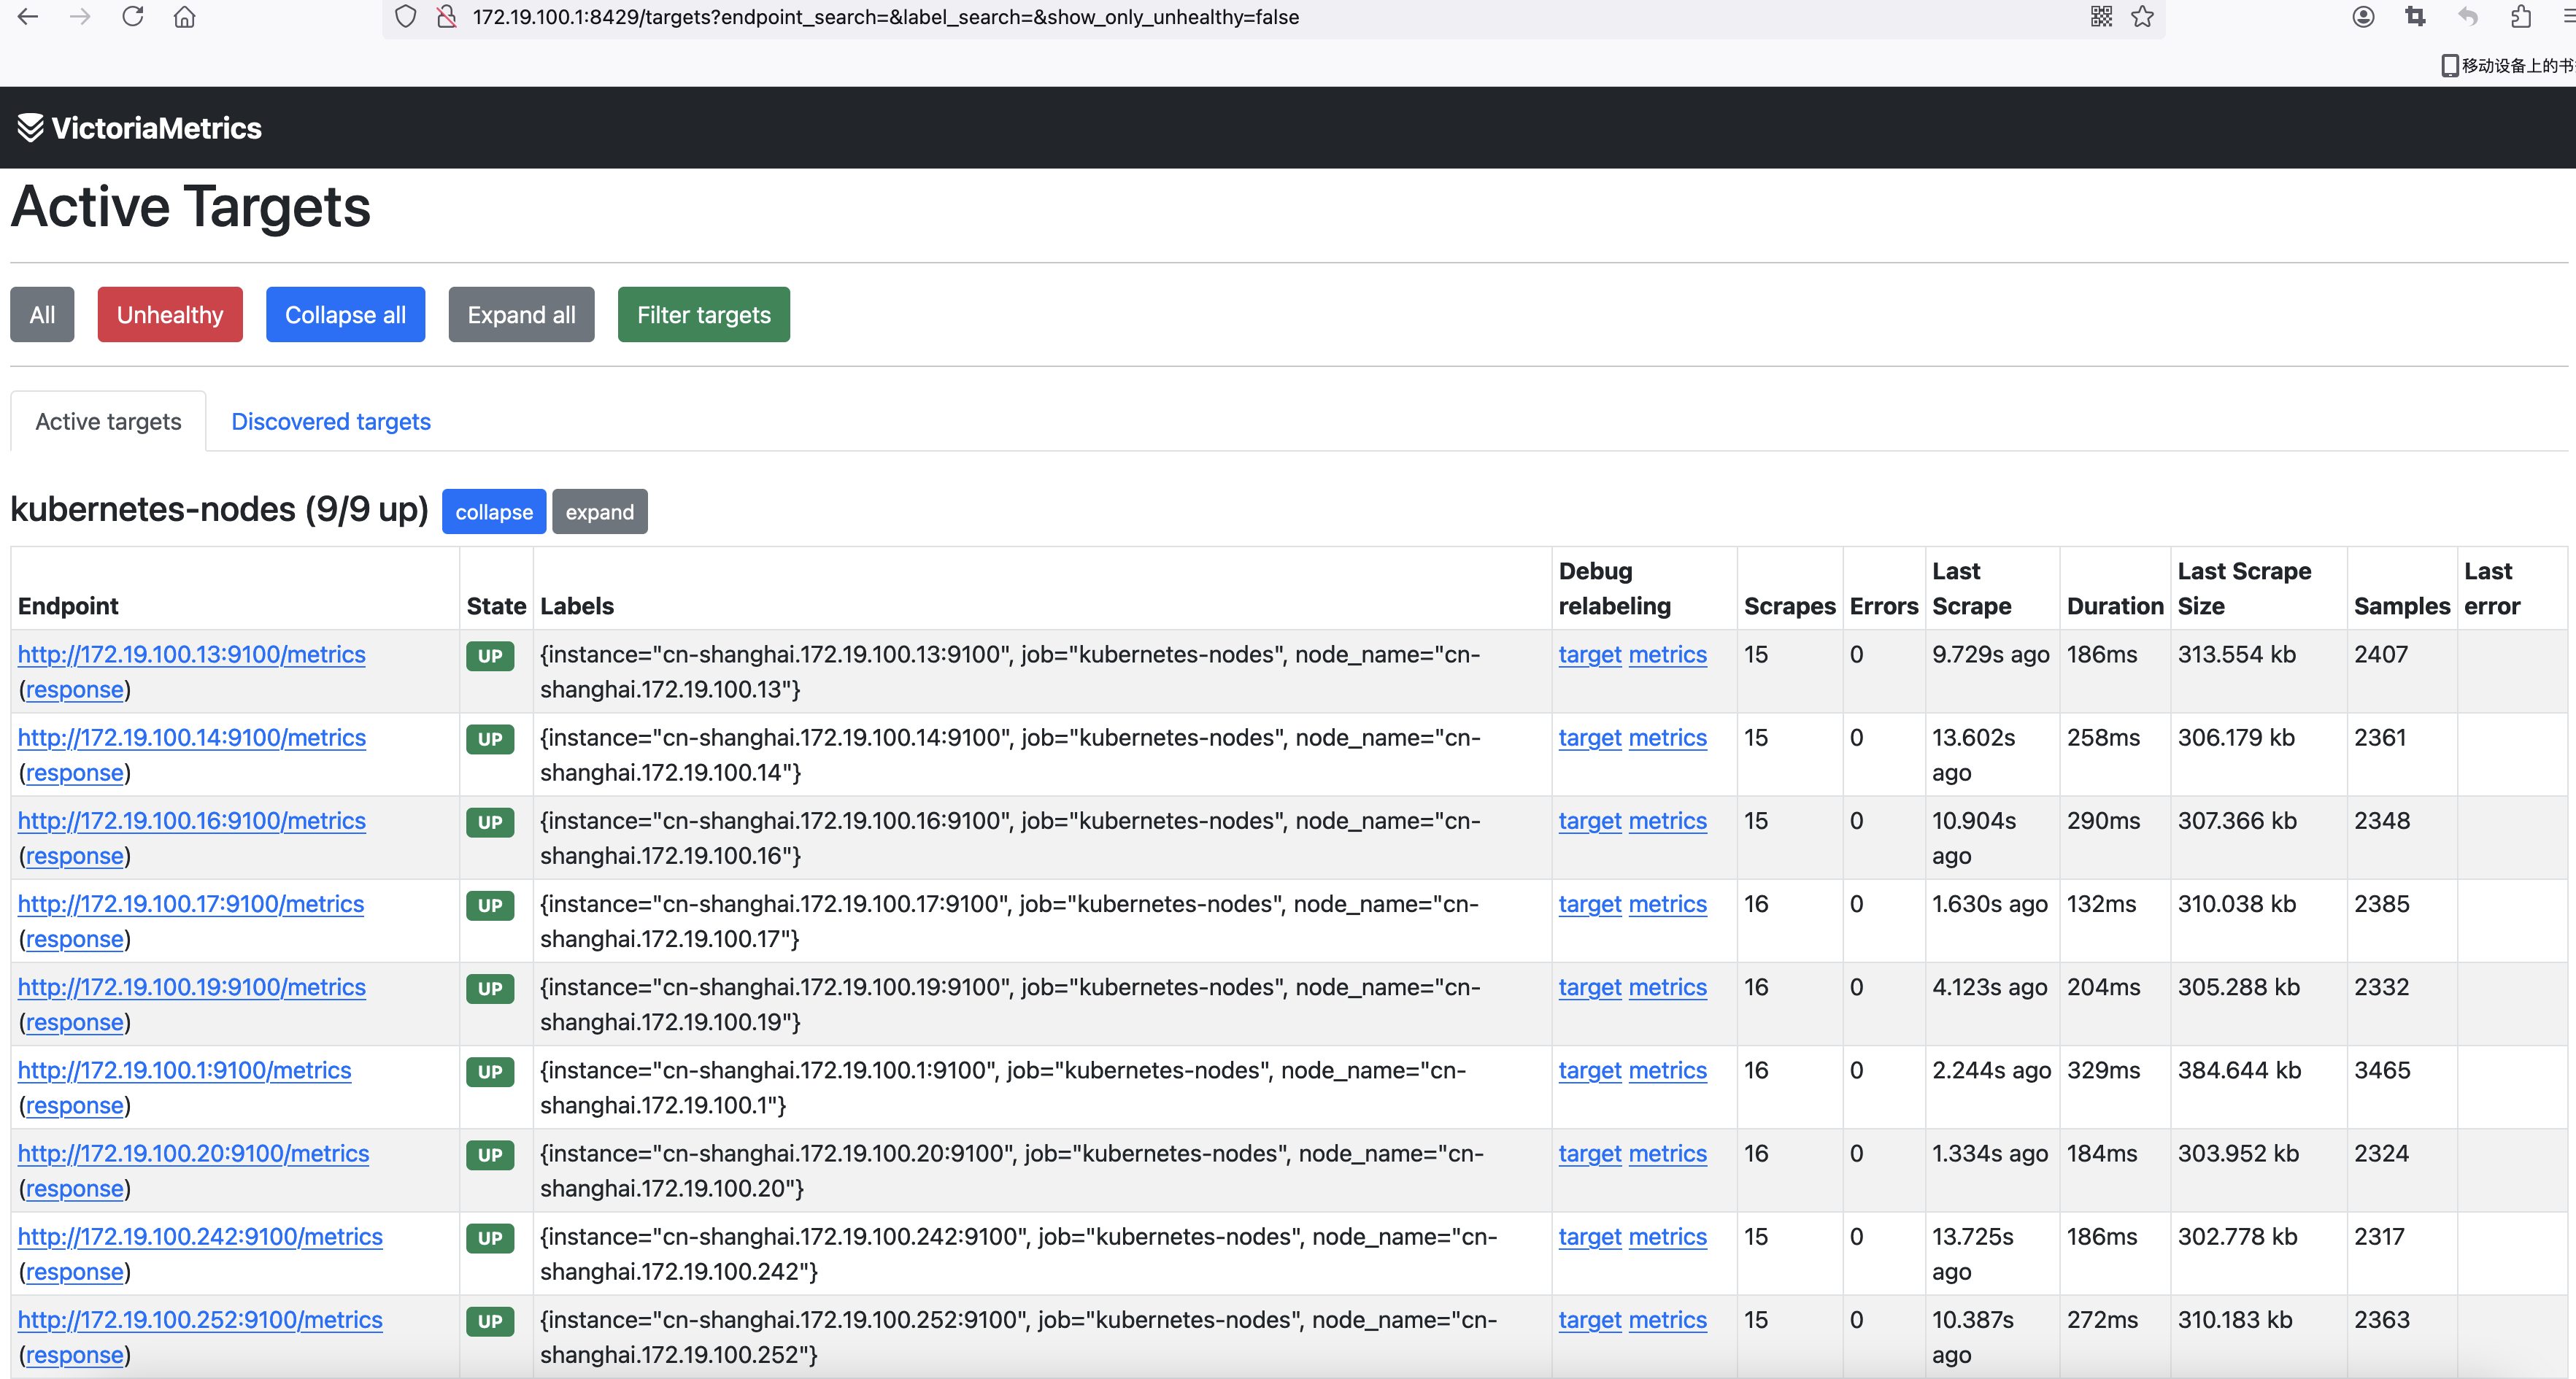 172.19.100.1:8429/targets?endpoint_search=&label_search=&show_only_unhealthy=false
移动设备上的书
VictoriaMetrics
Active Targets
All Unhealthy Collapse all Expand all Filter targets
Active targets Discovered targets
kubernetes-nodes (9/9 up) collapse expand
Endpoint State Labels Debug relabeling Scrapes Errors Last Scrape Duration Last Scrape Size Samples Last error
http://172.19.100.13:9100/metrics UP {instance="cn-shanghai.172.19.100.13:9100", job="kubernetes-nodes", node_name="cn- target metrics 15 0 9.729s ago 186ms 313.554 kb 2407
(response) shanghai.172.19.100.13"}
http://172.19.100.14:9100/metrics UP {instance="cn-shanghai.172.19.100.14:9100", job="kubernetes-nodes", node_name="cn- target metrics 15 0 13.602s 258ms 306.179 kb 2361
(response) shanghai.172.19.100.14"} ago
http://172.19.100.16:9100/metrics UP {instance="cn-shanghai.172.19.100.16:9100", job="kubernetes-nodes", node_name="cn- target metrics 15 0 10.904s 290ms 307.366 kb 2348
(response) shanghai.172.19.100.16"} ago
http://172.19.100.17:9100/metrics UP {instance="cn-shanghai.172.19.100.17:9100", job="kubernetes-nodes", node_name="cn- target metrics 16 0 1.630s ago 132ms 310.038 kb 2385
(response) shanghai.172.19.100.17"}
http://172.19.100.19:9100/metrics UP {instance="cn-shanghai.172.19.100.19:9100", job="kubernetes-nodes", node_name="cn- target metrics 16 0 4.123s ago 204ms 305.288 kb 2332
(response) shanghai.172.19.100.19"}
http://172.19.100.1:9100/metrics UP {instance="cn-shanghai.172.19.100.1:9100", job="kubernetes-nodes", node_name="cn- target metrics 16 0 2.244s ago 329ms 384.644 kb 3465
(response) shanghai.172.19.100.1"}
http://172.19.100.20:9100/metrics UP {instance="cn-shanghai.172.19.100.20:9100", job="kubernetes-nodes", node_name="cn- target metrics 16 0 1.334s ago 184ms 303.952 kb 2324
(response) shanghai.172.19.100.20"}
http://172.19.100.242:9100/metrics UP {instance="cn-shanghai.172.19.100.242:9100", job="kubernetes-nodes", node_name="cn- target metrics 15 0 13.725s 186ms 302.778 kb 2317
(response) shanghai.172.19.100.242"} ago
http://172.19.100.252:9100/metrics UP {instance="cn-shanghai.172.19.100.252:9100", job="kubernetes-nodes", node_name="cn- target metrics 15 0 10.387s 272ms 310.183 kb 2363
(response) shanghai.172.19.100.252"} ago